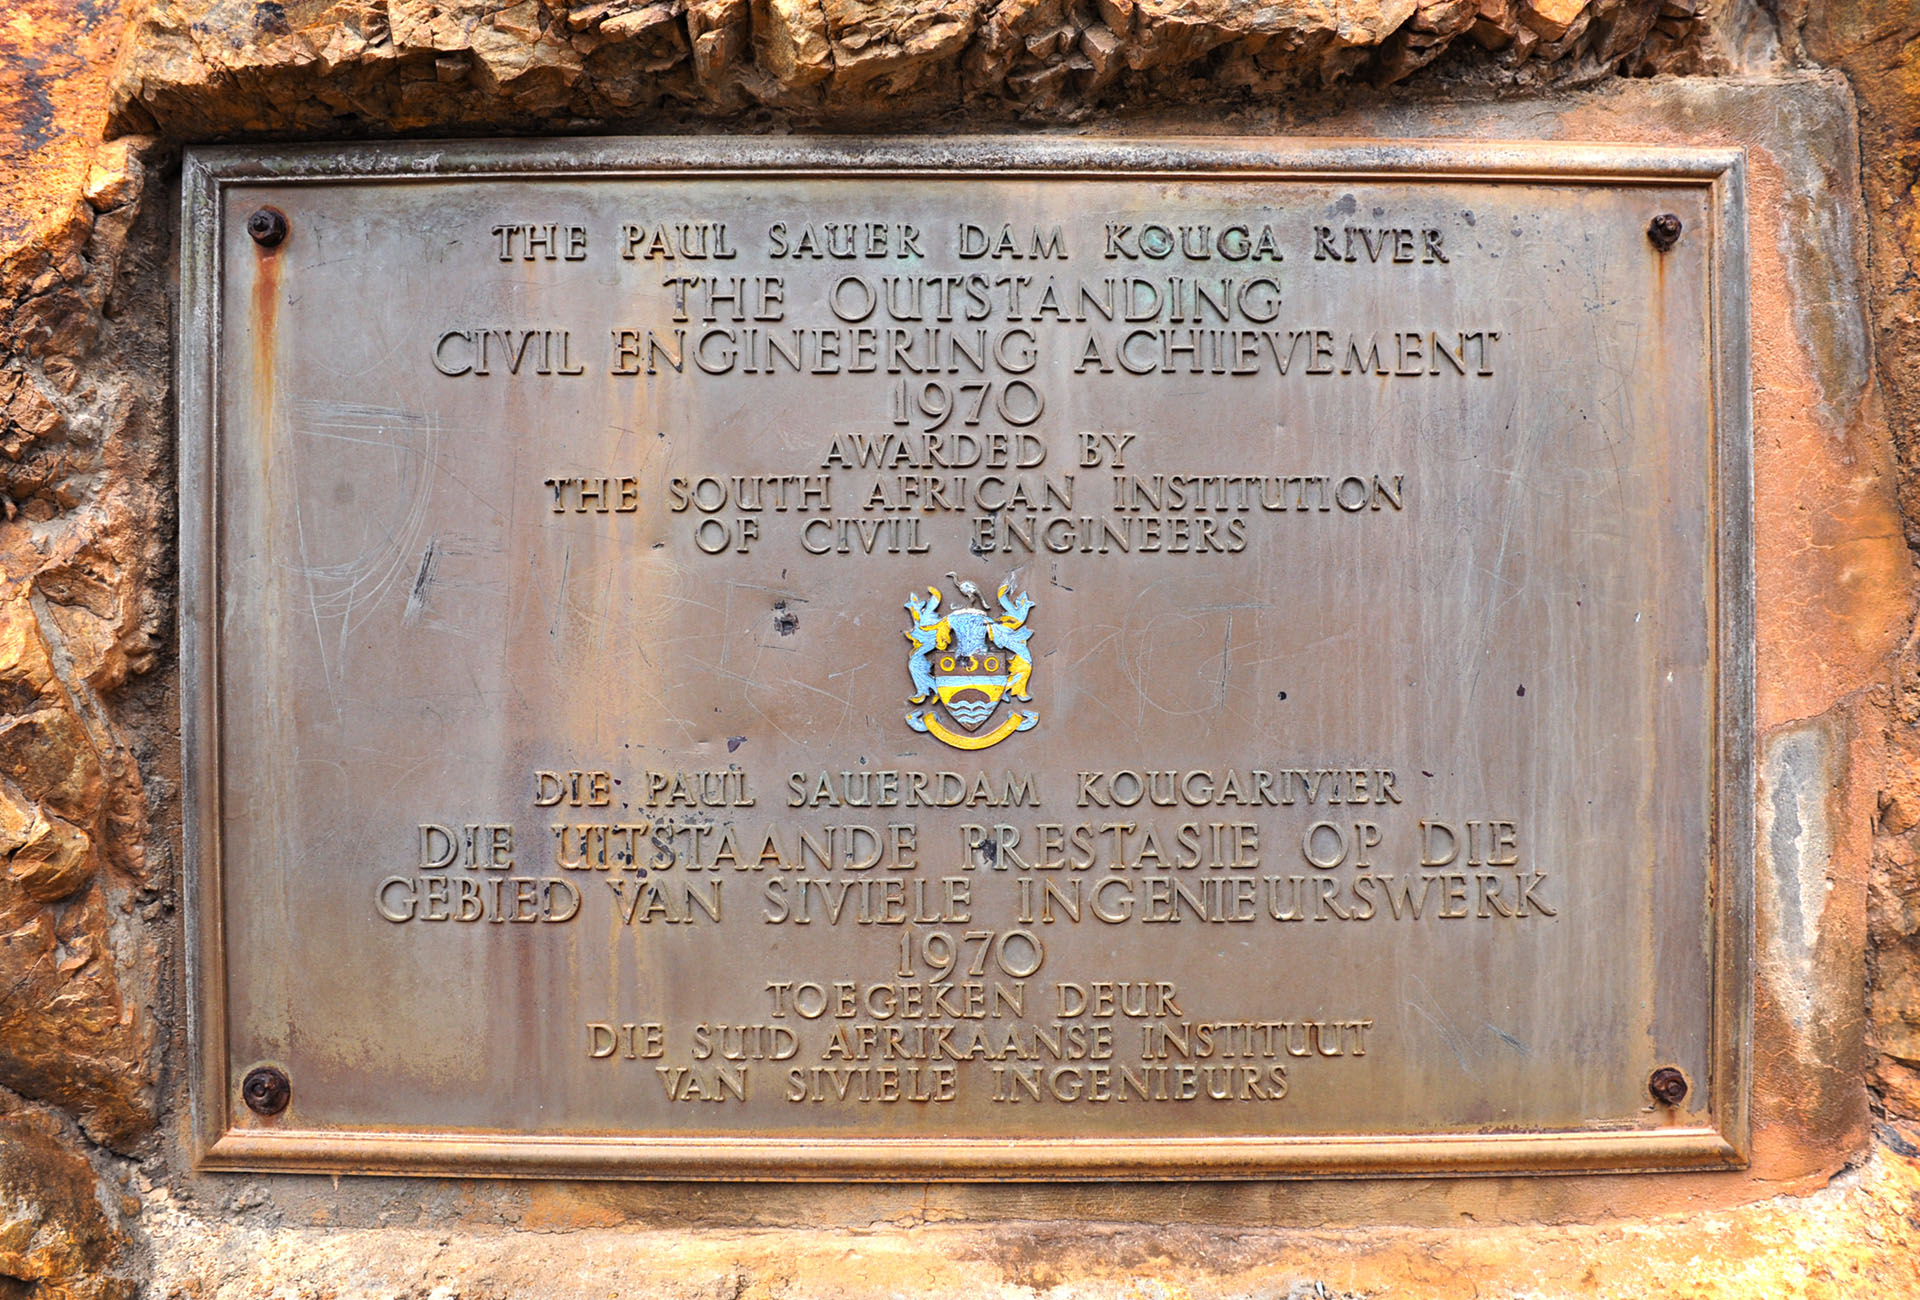 THE PAUL SAUER DAM KOUGA RIVER
THE OUTSTANDING
CIVIL ENGINEERING ACHIEVEMENT
1970
AWARDED BY
THE SOUTH AFRICAN INSTITUTION
OF CIVIL ENGINEERS
DIE PAUL SAUERDAM KOUGARIVIER
DIE UITSTAANDE PRESTASIE OP DIE
GEBIED VAN SIVIELE INGENIEURSWERK
1970
TOEGEKEN DEUR
DIE SUID AFRIKAANSE INSTITUUT
VAN SIVIELE INGENIEURS